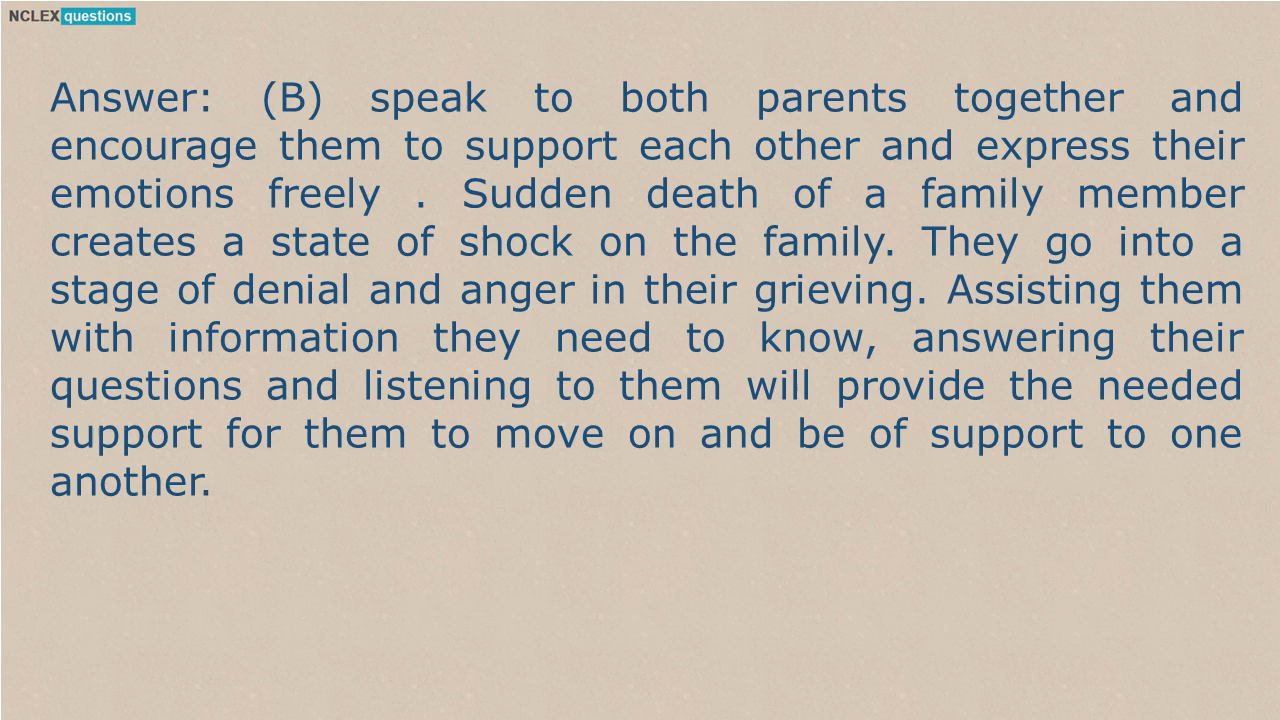 NCLEX questions
Answer: (B) speak to both parents together and
encourage them to support each other and express their
emotions freely . Sudden death of a family member
creates a state of shock on the family. They go into a
stage of denial and anger in their grieving. Assisting them
with information they need to know, answering their
questions and listening to them will provide the needed
support for them to move on and be of support to one
another.